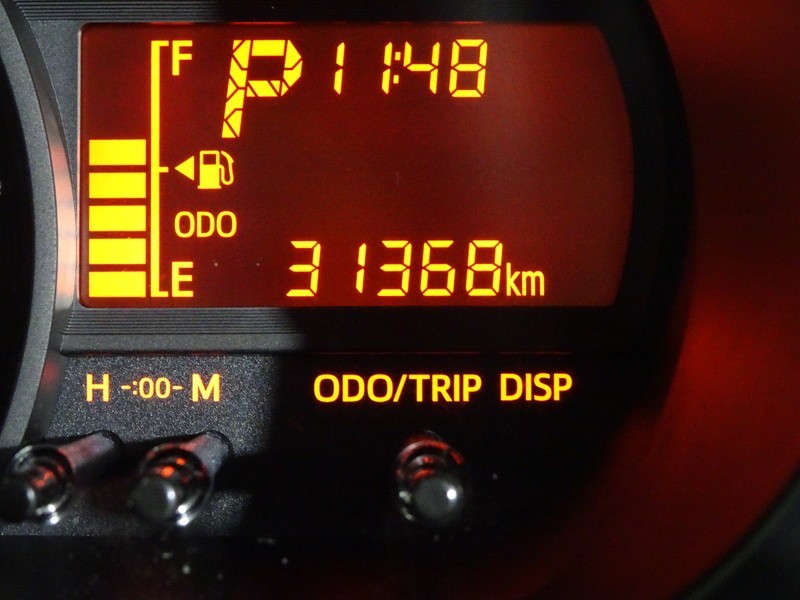 F P 11:48
ODO
E 31368km
H -:00- M ODO/TRIP DISP